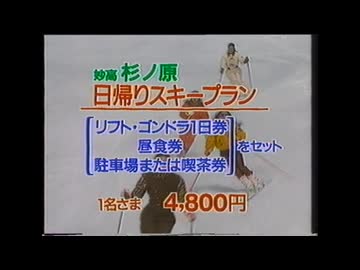 妙高 杉ノ原
日帰りスキープラン
リフト・ゴンドラ1日券
昼食券
駐車場または喫茶券
をセット
1名さま 4,800円